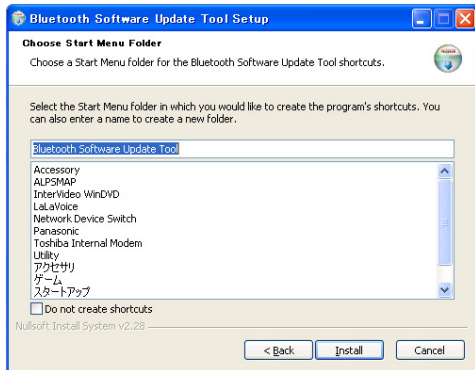 Bluetooth Software Update Tool Setup
Choose Start Menu Folder
Choose a Start Menu folder for the Bluetooth Software Update Tool shortcuts.
Select the Start Menu folder in which you would like to create the program's shortcuts. You
can also enter a name to create a new folder.
Bluetooth Software Update Tool
Accessory
ALPSMAP
InterVideo WinDVD
LaLaVoice
Network Device Switch
Panasonic
Toshiba Internal Modem
Utility
アクセサリ
ゲーム
スタートアップ
Do not create shortcuts
Nullsoft Install System v2.28
< Back Install Cancel